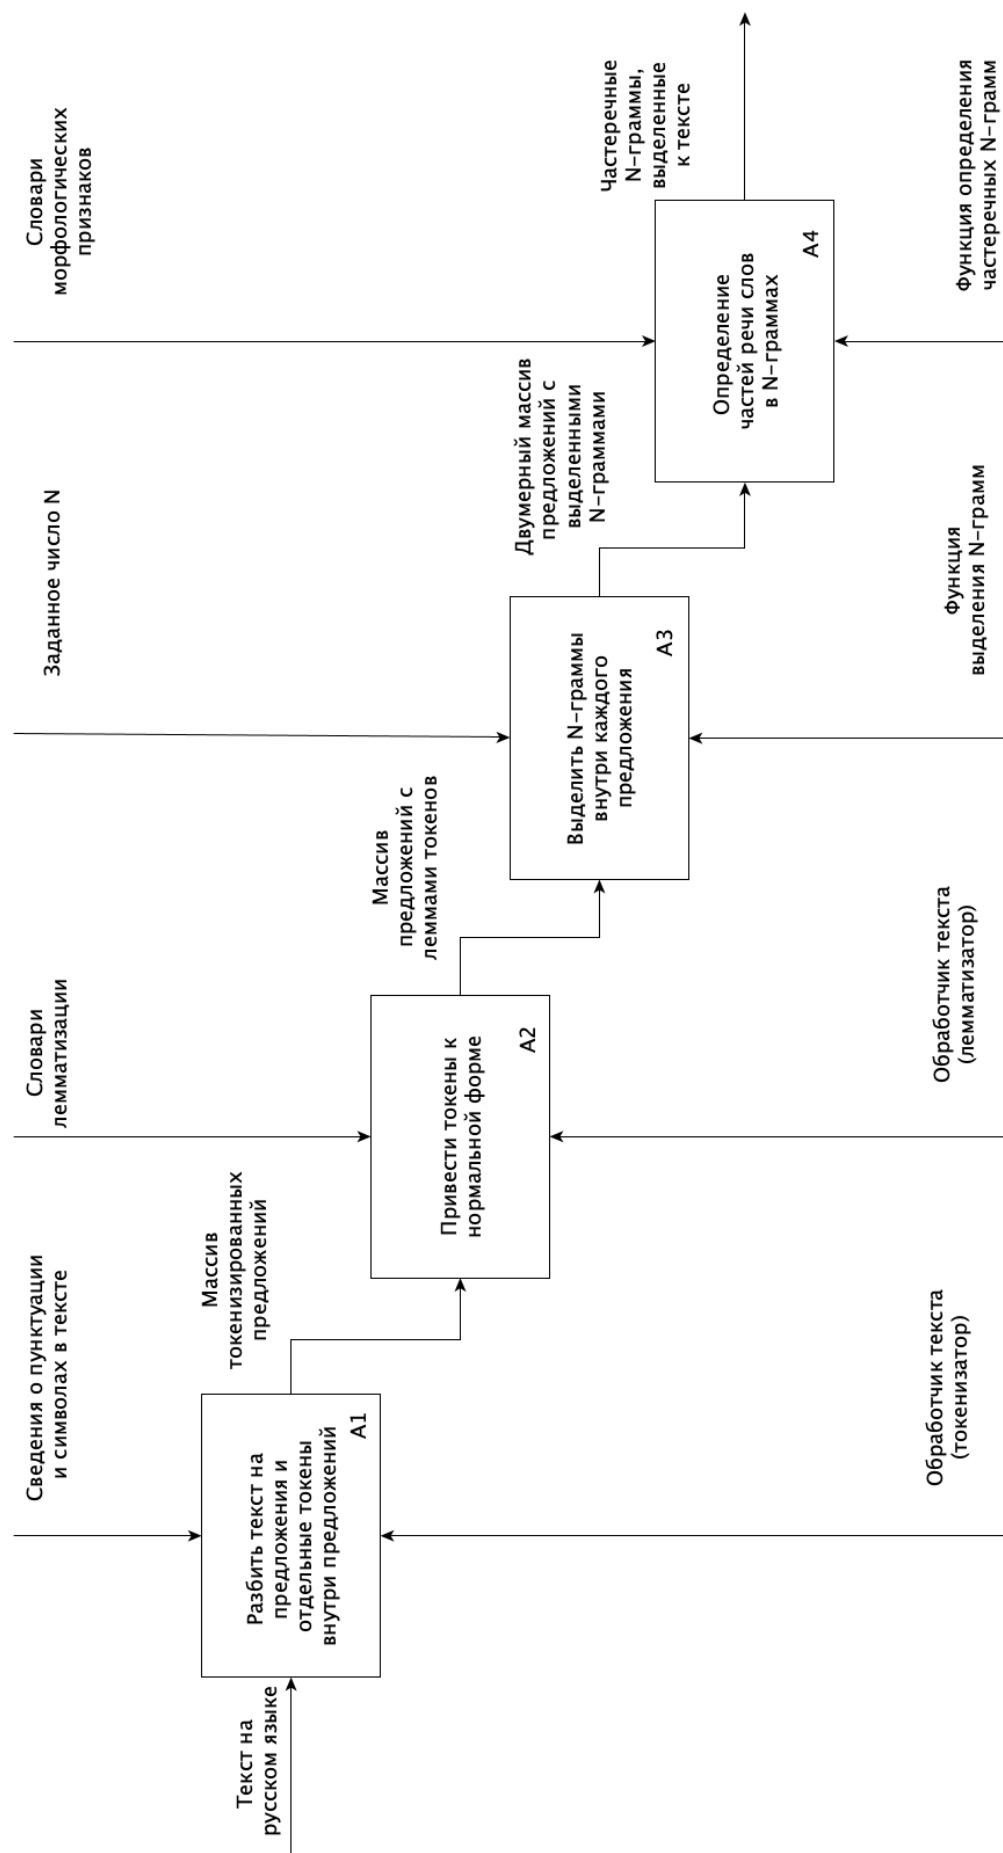 Сведения о пунктуации
и символах в тексте
Словари
лемматизации
Заданное число N
Словари
морфологических
признаков
Текст на
русском языке
Разбить текст на
предложения и
отдельные токены
внутри предложений
A1
Массив
токенизированных
предложений
Привести токены к
нормальной форме
A2
Массив
предложений с
леммами токенов
Выделить N-граммы
внутри каждого
предложения
A3
Двумерный массив
предложений с
выделенными
N-граммами
Определение
частей речи слов
в N-граммах
A4
Частеречные
N-граммы,
выделенные
к тексте
Обработчик текста
(токенизатор)
Обработчик текста
(лемматизатор)
Функция
выделения N-грамм
Функция определения
частеречных N-грамм